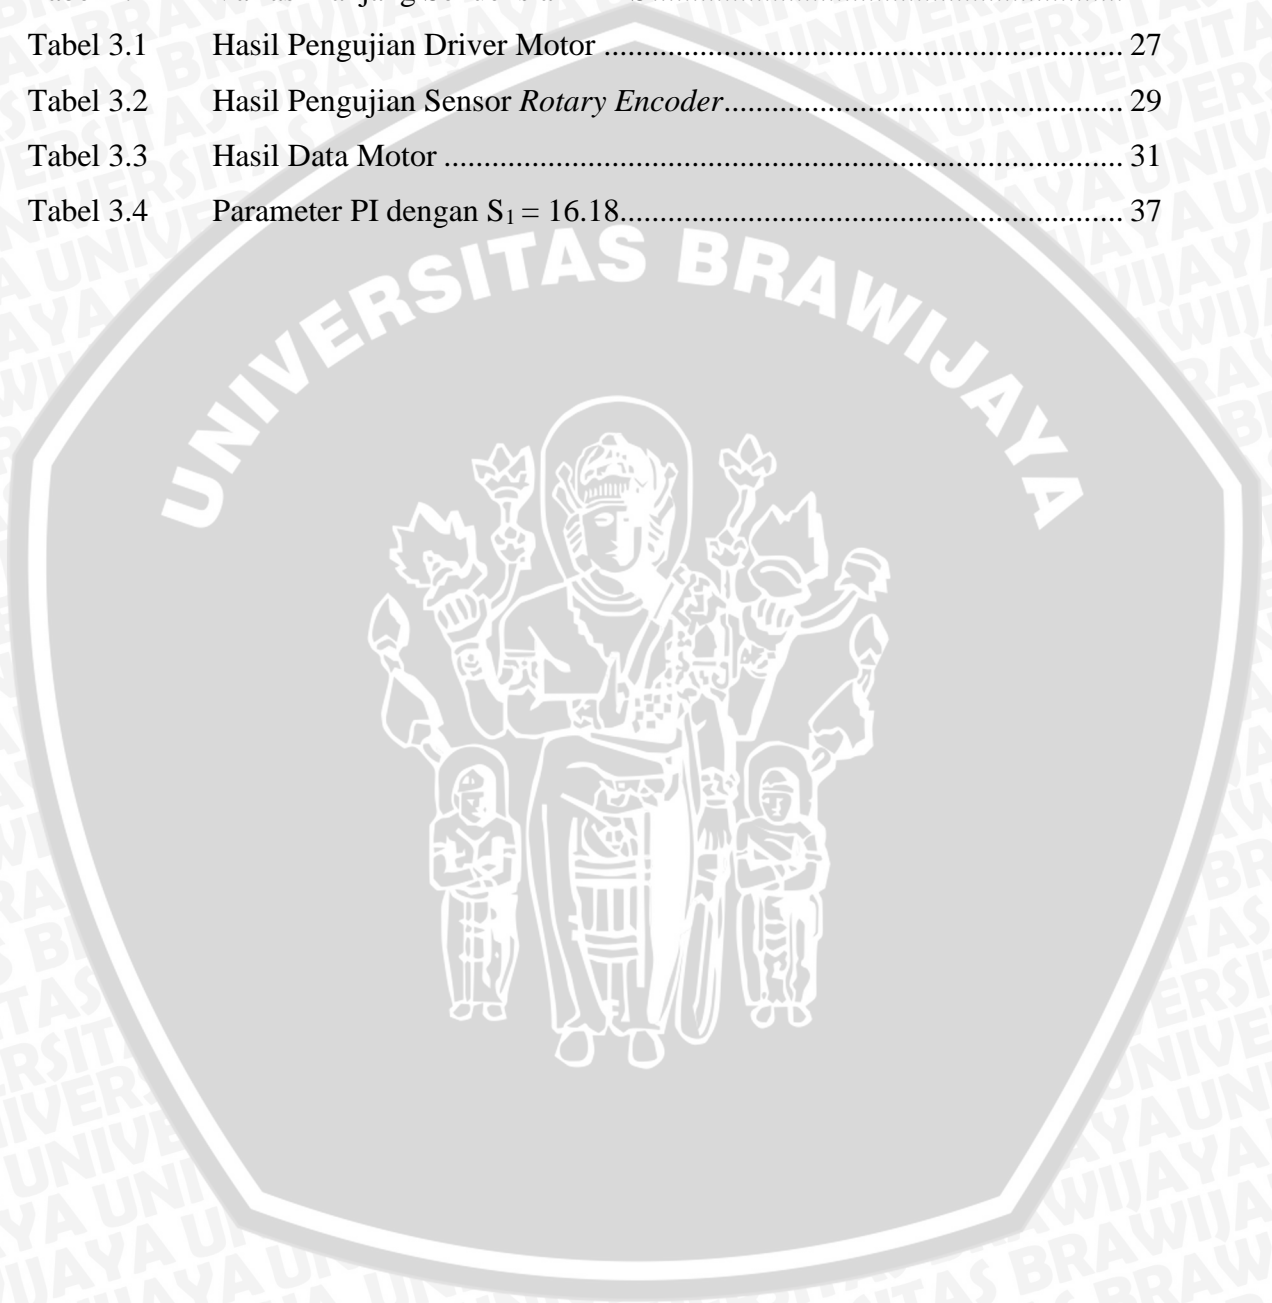 Tabel 3.1 Hasil Pengujian Driver Motor ................................................................ 27
Tabel 3.2 Hasil Pengujian Sensor Rotary Encoder.................................................. 29
Tabel 3.3 Hasil Data Motor .................................................................................... 31
Tabel 3.4 Parameter PI dengan S₁ = 16.18.............................................................. 37
UNIVERSITAS BRAWIJAYA